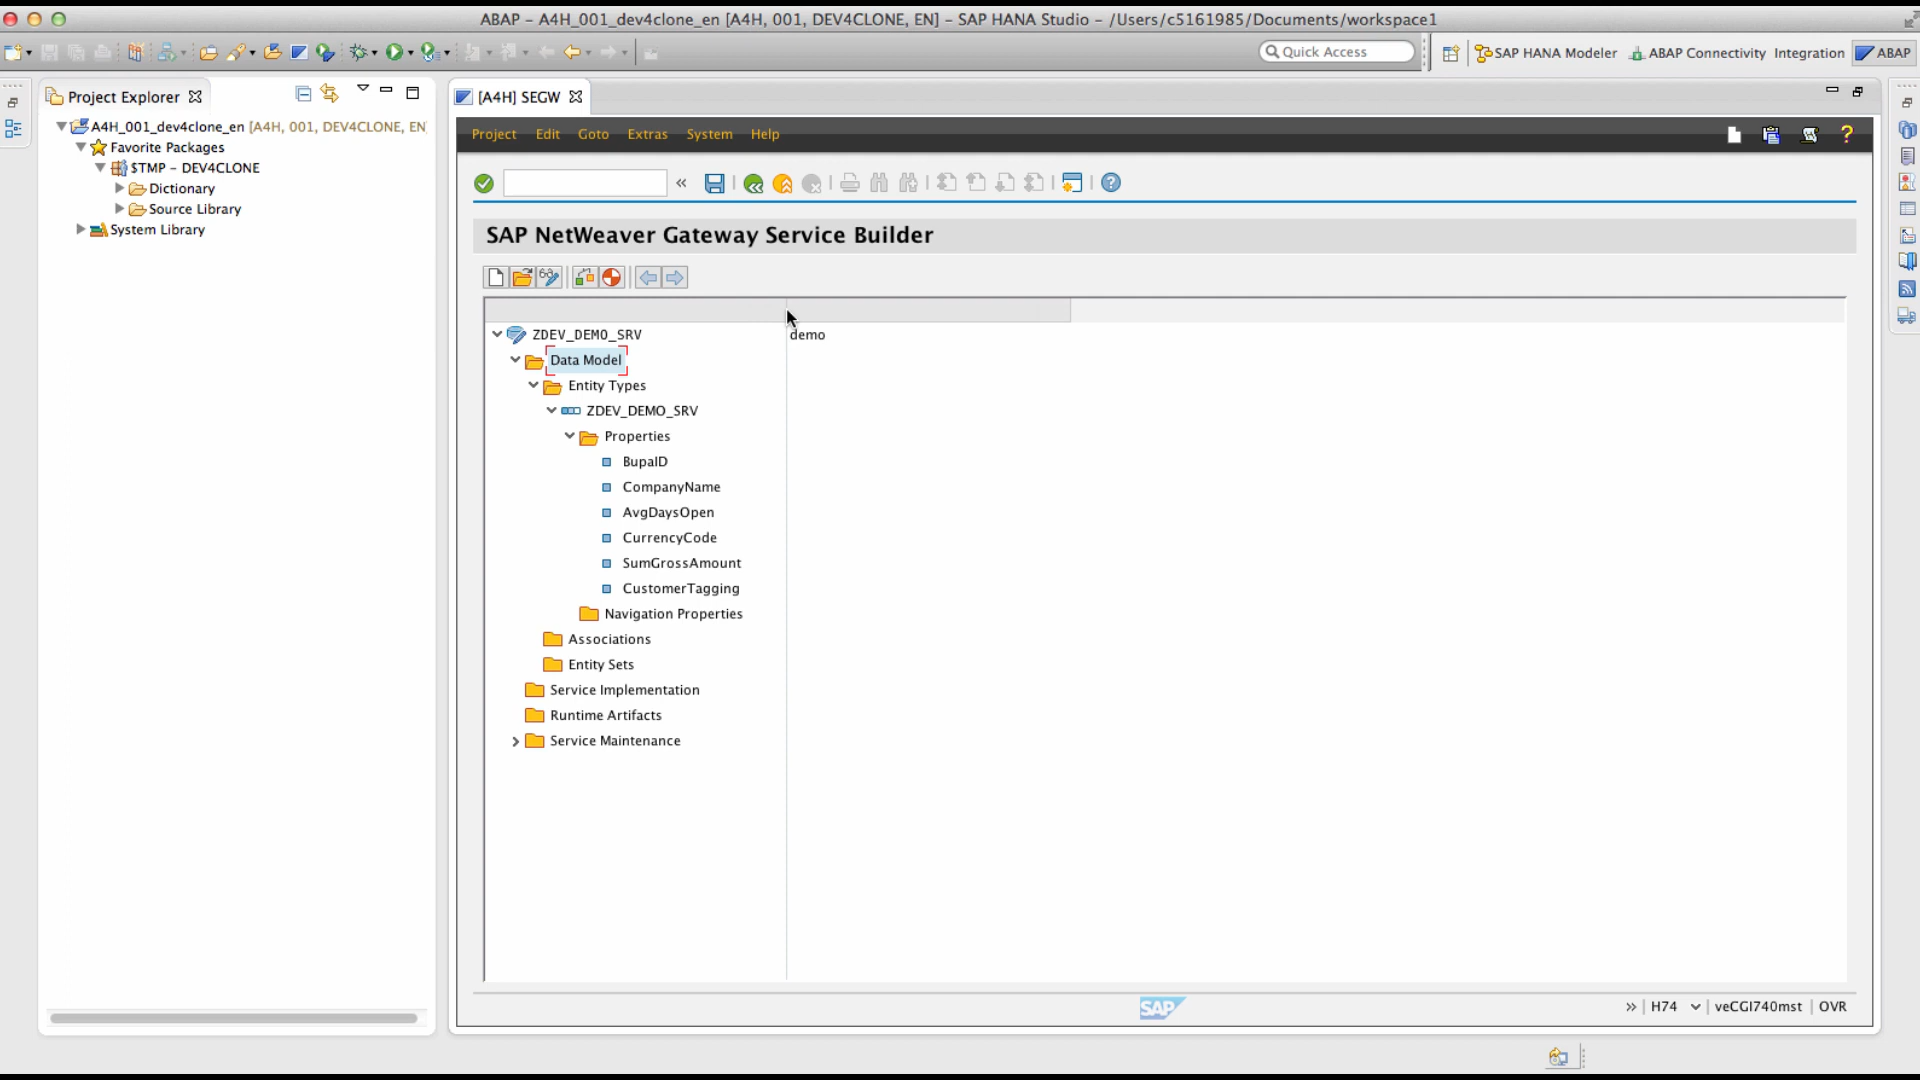 ABAP – A4H_001_dev4clone_en [A4H, 001, DEV4CLONE, EN] – SAP HANA Studio – /Users/c5161985/Documents/workspace1
Quick Access
SAP HANA Modeler
ABAP Connectivity Integration
ABAP
Project Explorer
[A4H] SEGW
A4H_001_dev4clone_en [A4H, 001, DEV4CLONE, EN
Favorite Packages
$TMP – DEV4CLONE
Dictionary
Source Library
System Library
Project Edit Goto Extras System Help
SAP NetWeaver Gateway Service Builder
ZDEV_DEMO_SRV demo
Data Model
Entity Types
ZDEV_DEMO_SRV
Properties
BupaID
CompanyName
AvgDaysOpen
CurrencyCode
SumGrossAmount
CustomerTagging
Navigation Properties
Associations
Entity Sets
Service Implementation
Runtime Artifacts
Service Maintenance
SAP
H74 veCGI740mst OVR